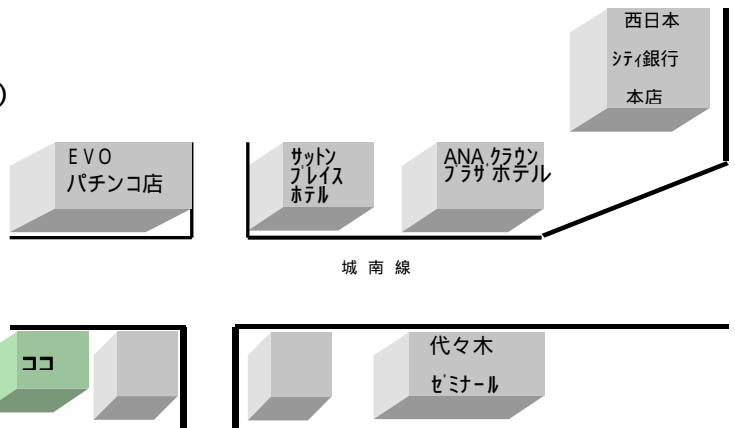 西日本
ｼﾃｨ銀行
本店
)
ＥＶＯ
パチンコ店
ｻｯﾄﾝ
ﾌﾟﾚｲｽ
ﾎﾃﾙ
ANA.ｸﾗｳﾝ
ﾌﾟﾗｻﾞﾎﾃﾙ
城南線
ココ
代々木
ｾﾞﾐﾅｰﾙ